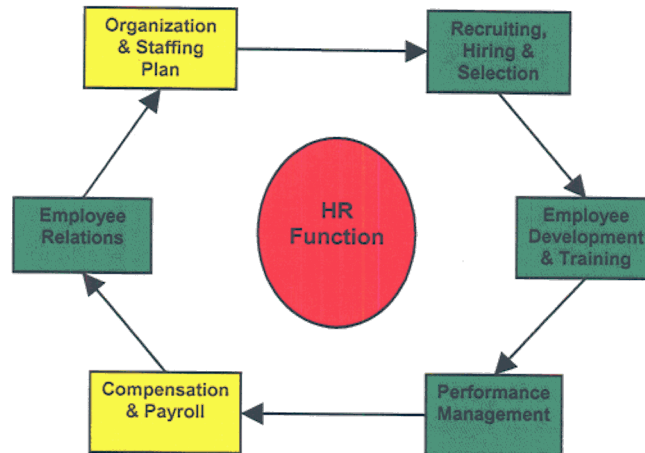 Organization
& Staffing
Plan
Recruiting,
Hiring &
Selection
Employee
Relations
HR
Function
Employee
Development
& Training
Compensation
& Payroll
Performance
Management